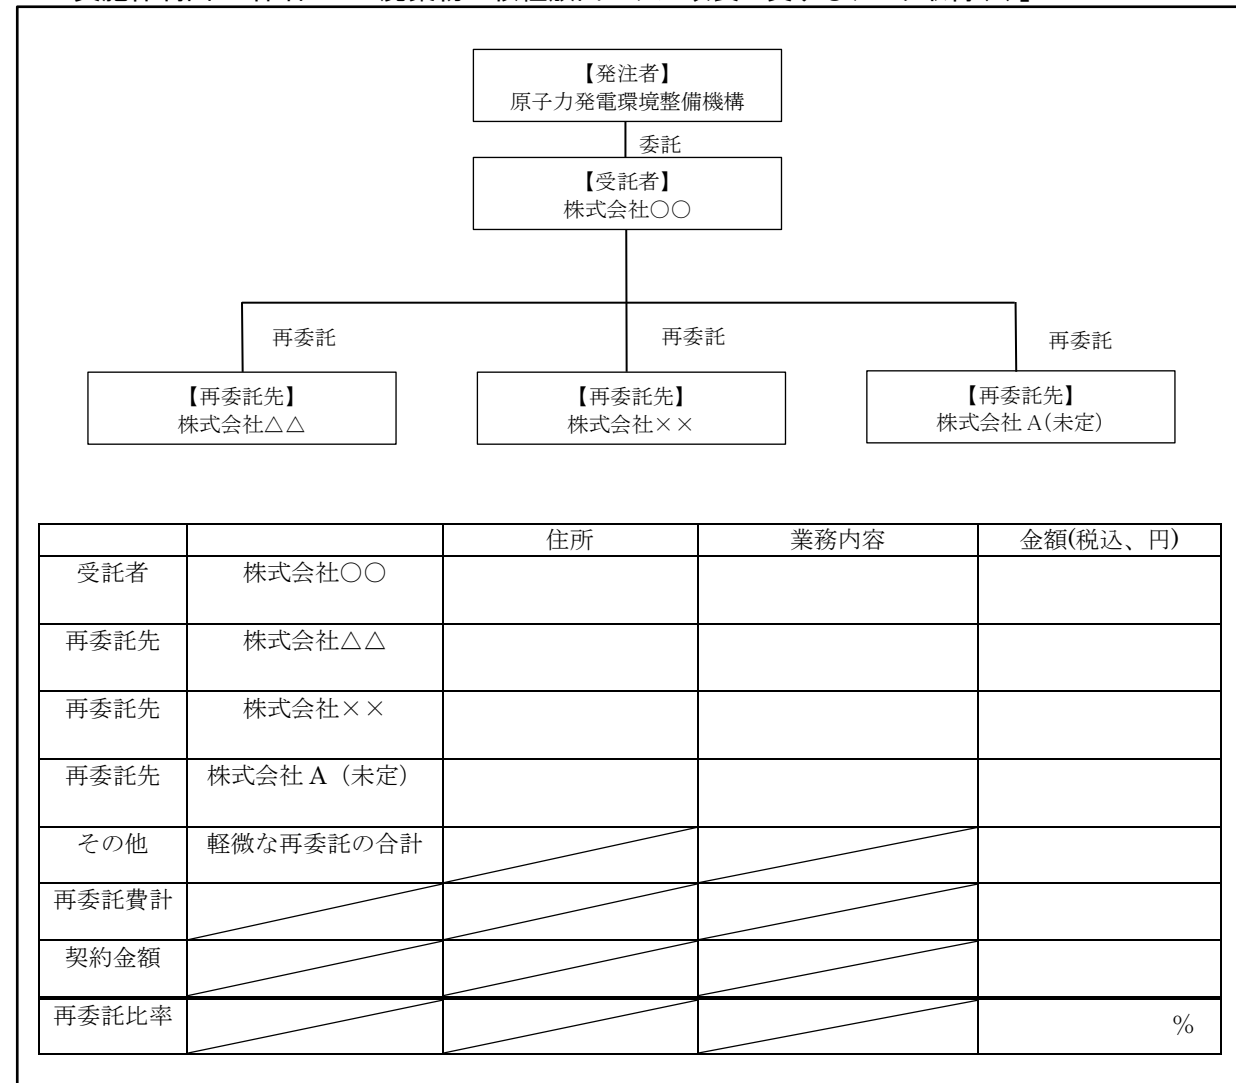 【発注者】
原子力発電環境整備機構
委託
【受託者】
株式会社○○
再委託
再委託
再委託
【再委託先】
株式会社△△
【再委託先】
株式会社××
【再委託先】
株式会社 A(未定)
住所 業務内容 金額(税込、円)
受託者 株式会社○○
再委託先 株式会社△△
再委託先 株式会社××
再委託先 株式会社 A（未定）
その他 軽微な再委託の合計
再委託費計
契約金額
再委託比率 %